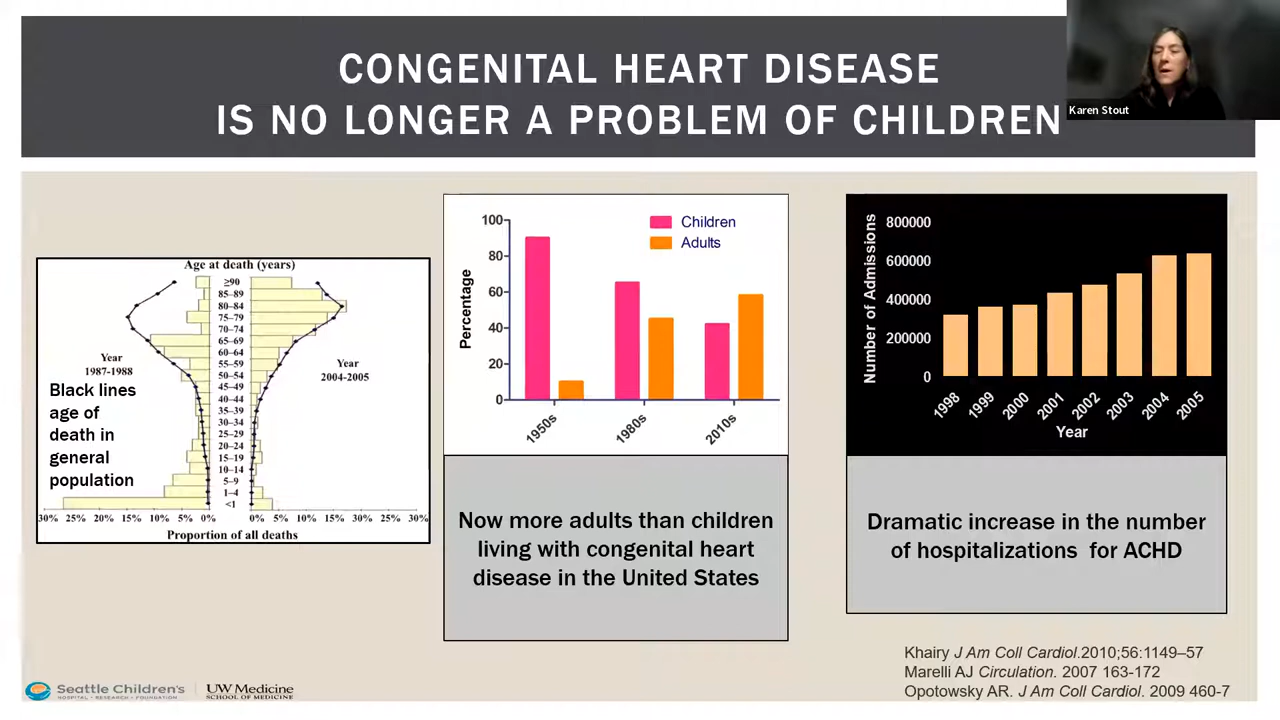 CONGENITAL HEART DISEASE
IS NO LONGER A PROBLEM OF CHILDREN
Karen Stout
Age at death (years)
≥90
85–89
80–84
75–79
70–74
65–69
60–64
55–59
50–54
45–49
40–44
35–39
30–34
25–29
20–24
15–19
10–14
5–9
1–4
<1
Year
1987-1988
Year
2004-2005
Black lines
age of
death in
general
population
30% 25% 20% 15% 10% 5% 0% 0% 5% 15% 20% 25% 30%
Proportion of all deaths
Children
Adults
Percentage
100
80
60
40
20
0
1950s 1980s 2010s
Now more adults than children
living with congenital heart
disease in the United States
Number of Admissions
800000
600000
400000
200000
0
1998 1999 2000 2001 2002 2003 2004 2005
Year
Dramatic increase in the number
of hospitalizations for ACHD
Khairy J Am Coll Cardiol.2010;56:1149–57
Marelli AJ Circulation. 2007 163-172
Opotowsky AR. J Am Coll Cardiol. 2009 460-7
Seattle Children's
HOSPITAL • RESEARCH • FOUNDATION
UW Medicine
SCHOOL OF MEDICINE